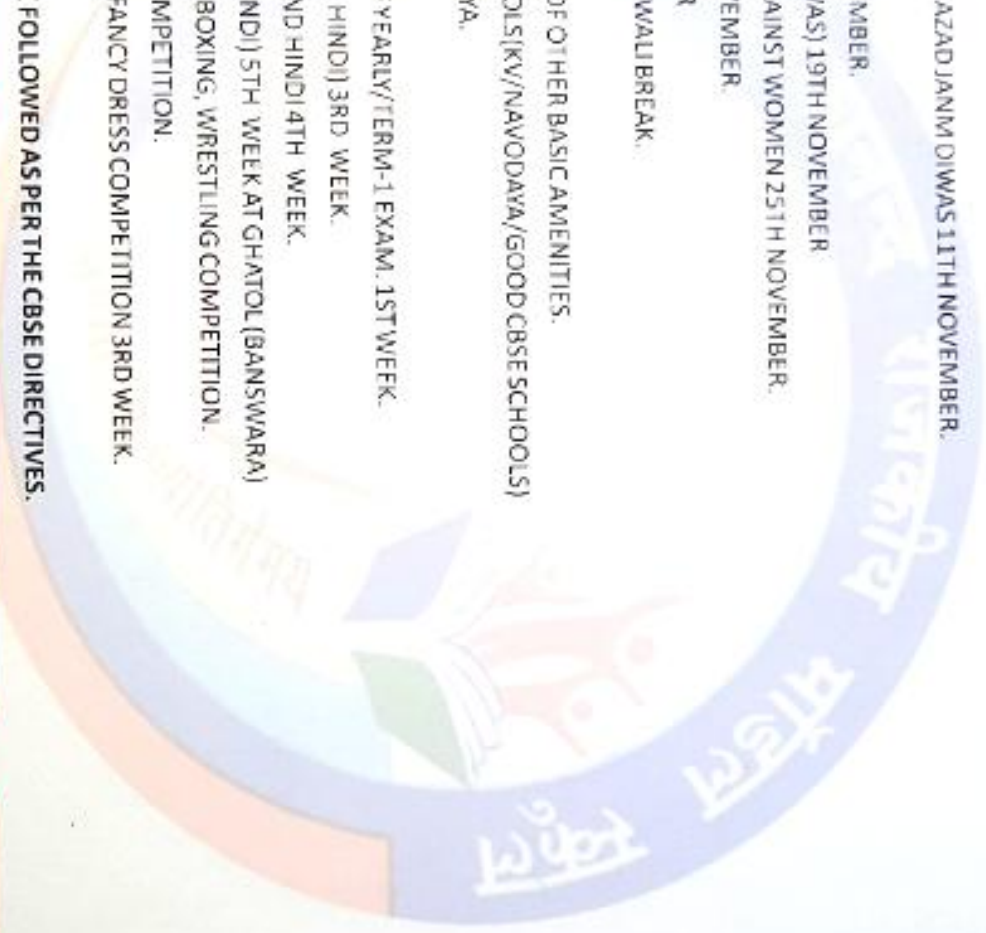 AZAD JANM DIWAS 11TH NOVEMBER.
MBER.
AS) 19TH NOVEMBER
AINST WOMEN 25TH NOVEMBER.
EMBER.
R
WALI BREAK.
OF OTHER BASIC AMENITIES.
OLS (KV/NAVODAYA/GOOD CBSE SCHOOLS)
YA.
YEARLY/TERM-1 EXAM. 1ST WEEK.
HINDI) 3RD WEEK.
ND HINDI 4TH WEEK.
NDI) 5TH WEEK AT GHATOL (BANSWARA)
BOXING, WRESTLING COMPETITION.
MPETITION.
FANCY DRESS COMPETITION 3RD WEEK.
FOLLOWED AS PER THE CBSE DIRECTIVES.
राजकीय मॉडल स्कूल